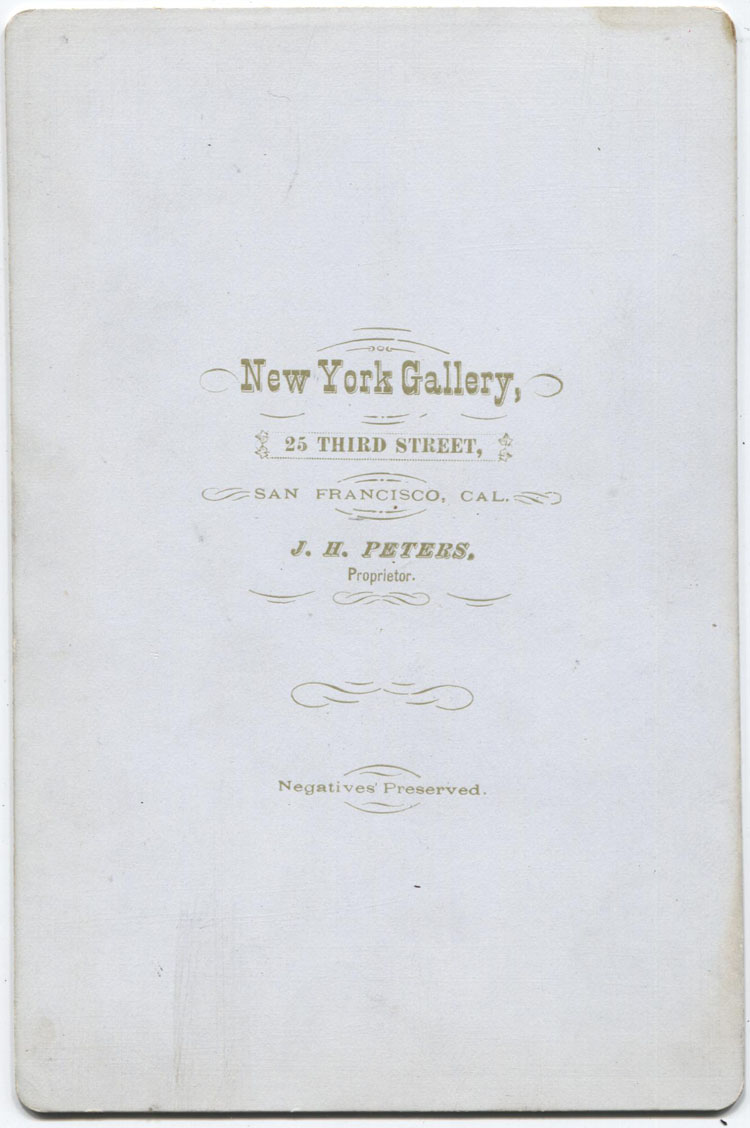 New York Gallery,
25 THIRD STREET,
SAN FRANCISCO, CAL.
J. H. PETERS.
Proprietor.
Negatives Preserved.